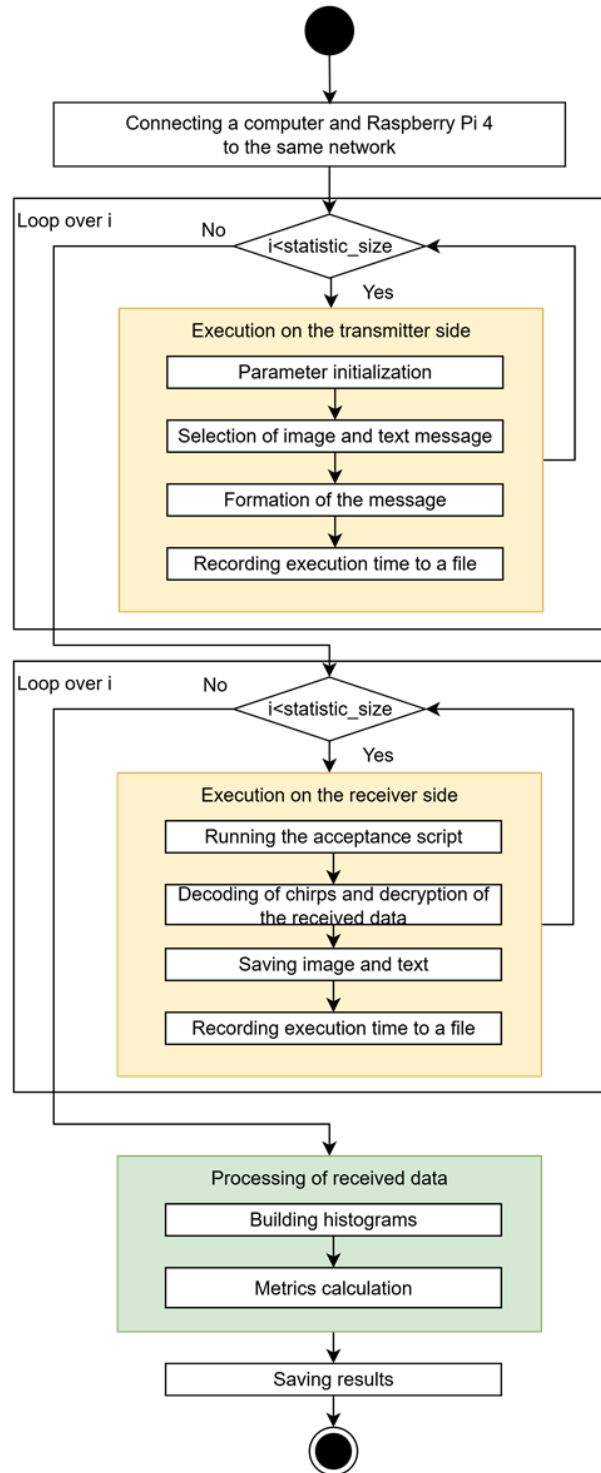 Connecting a computer and Raspberry Pi 4
to the same network
Loop over i
No
i<statistic_size
Yes
Execution on the transmitter side
Parameter initialization
Selection of image and text message
Formation of the message
Recording execution time to a file
Loop over i
No
i<statistic_size
Yes
Execution on the receiver side
Running the acceptance script
Decoding of chirps and decryption of
the received data
Saving image and text
Recording execution time to a file
Processing of received data
Building histograms
Metrics calculation
Saving results